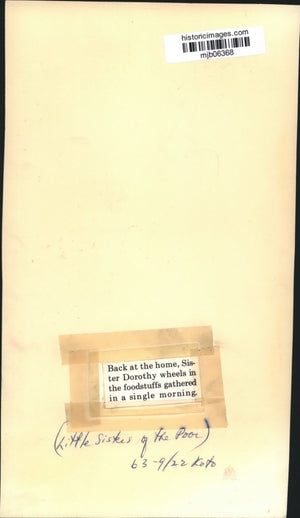 historicimages.com
mjb06368
Back at the home, Sis-
ter Dorothy wheels in
the foodstuffs gathered
in a single morning.
(Little Sisters of the Poor)
63-9/22 Roto